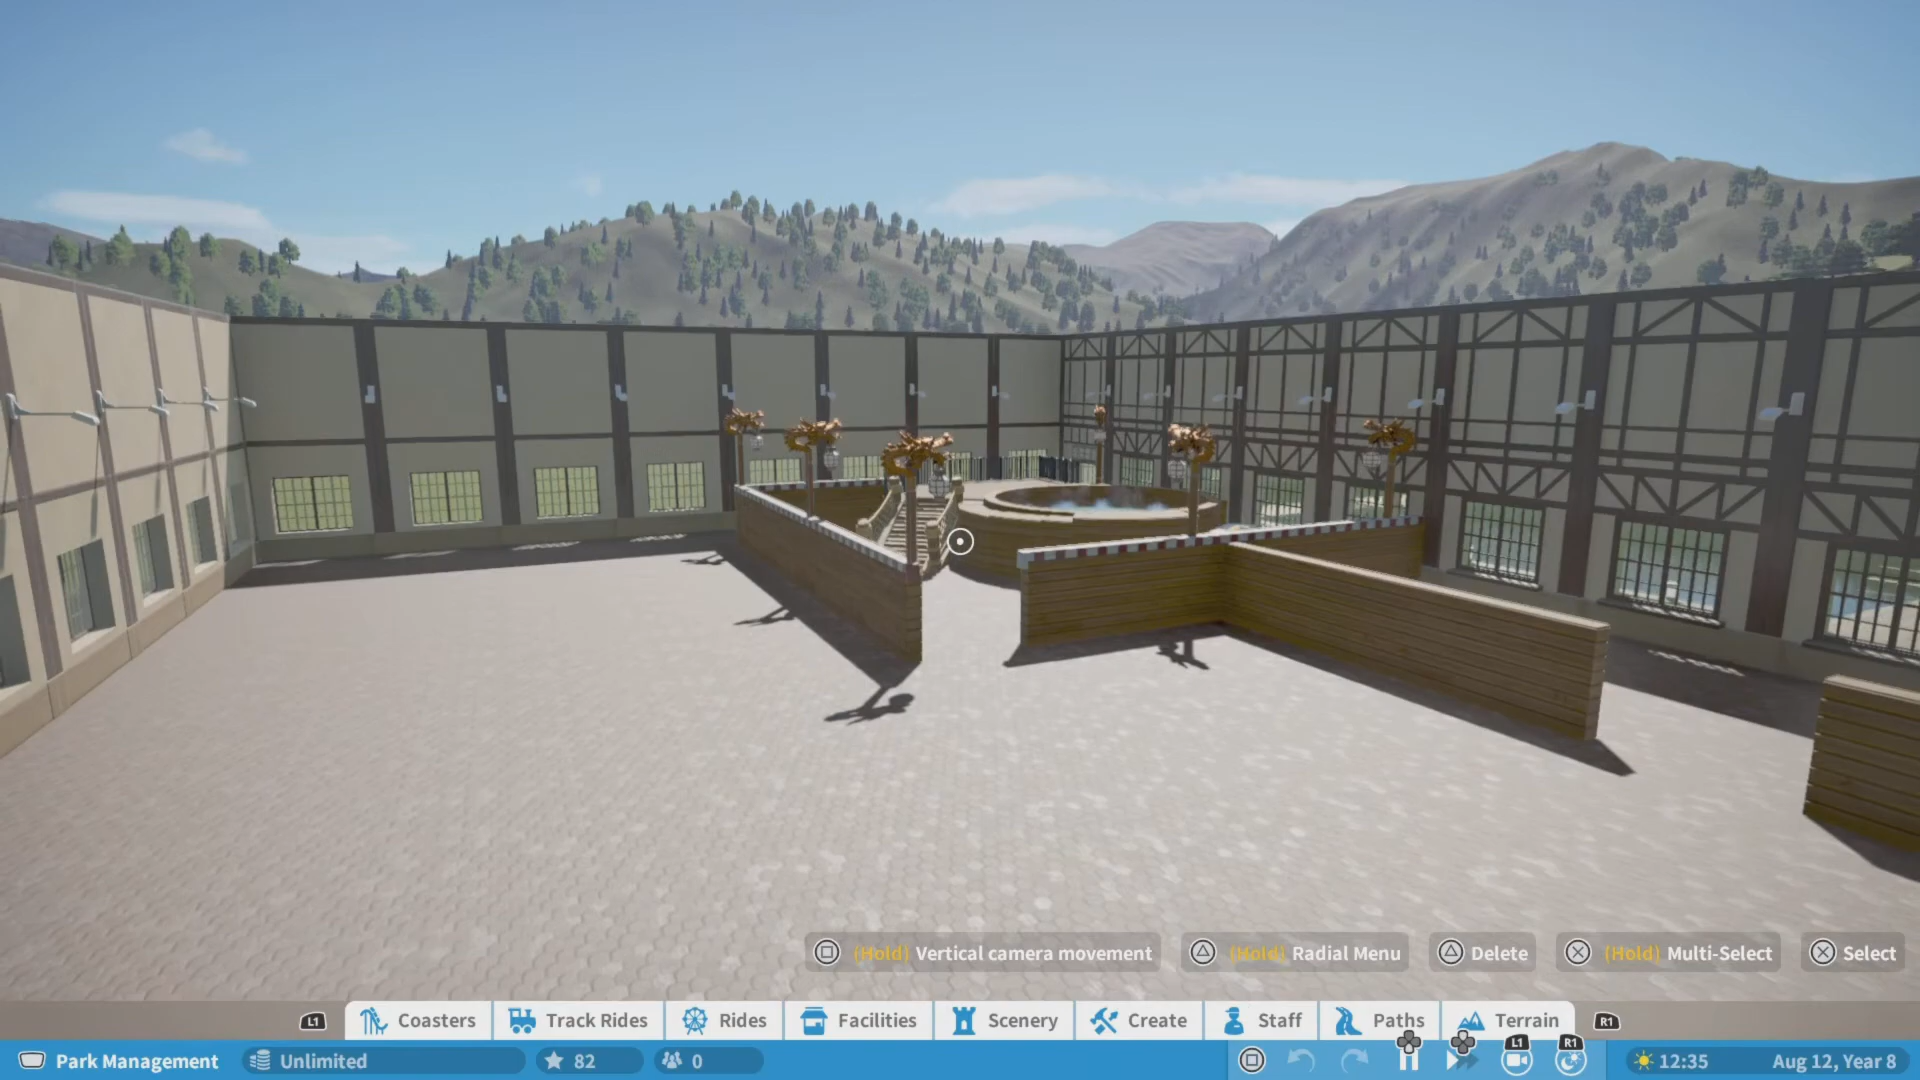 (Hold) Vertical camera movement (Hold) Radial Menu Delete (Hold) Multi-Select Select
L1 Coasters Track Rides Rides Facilities Scenery Create Staff Paths Terrain R1
L1 R1
Park Management Unlimited 82 0 12:35 Aug 12, Year 8